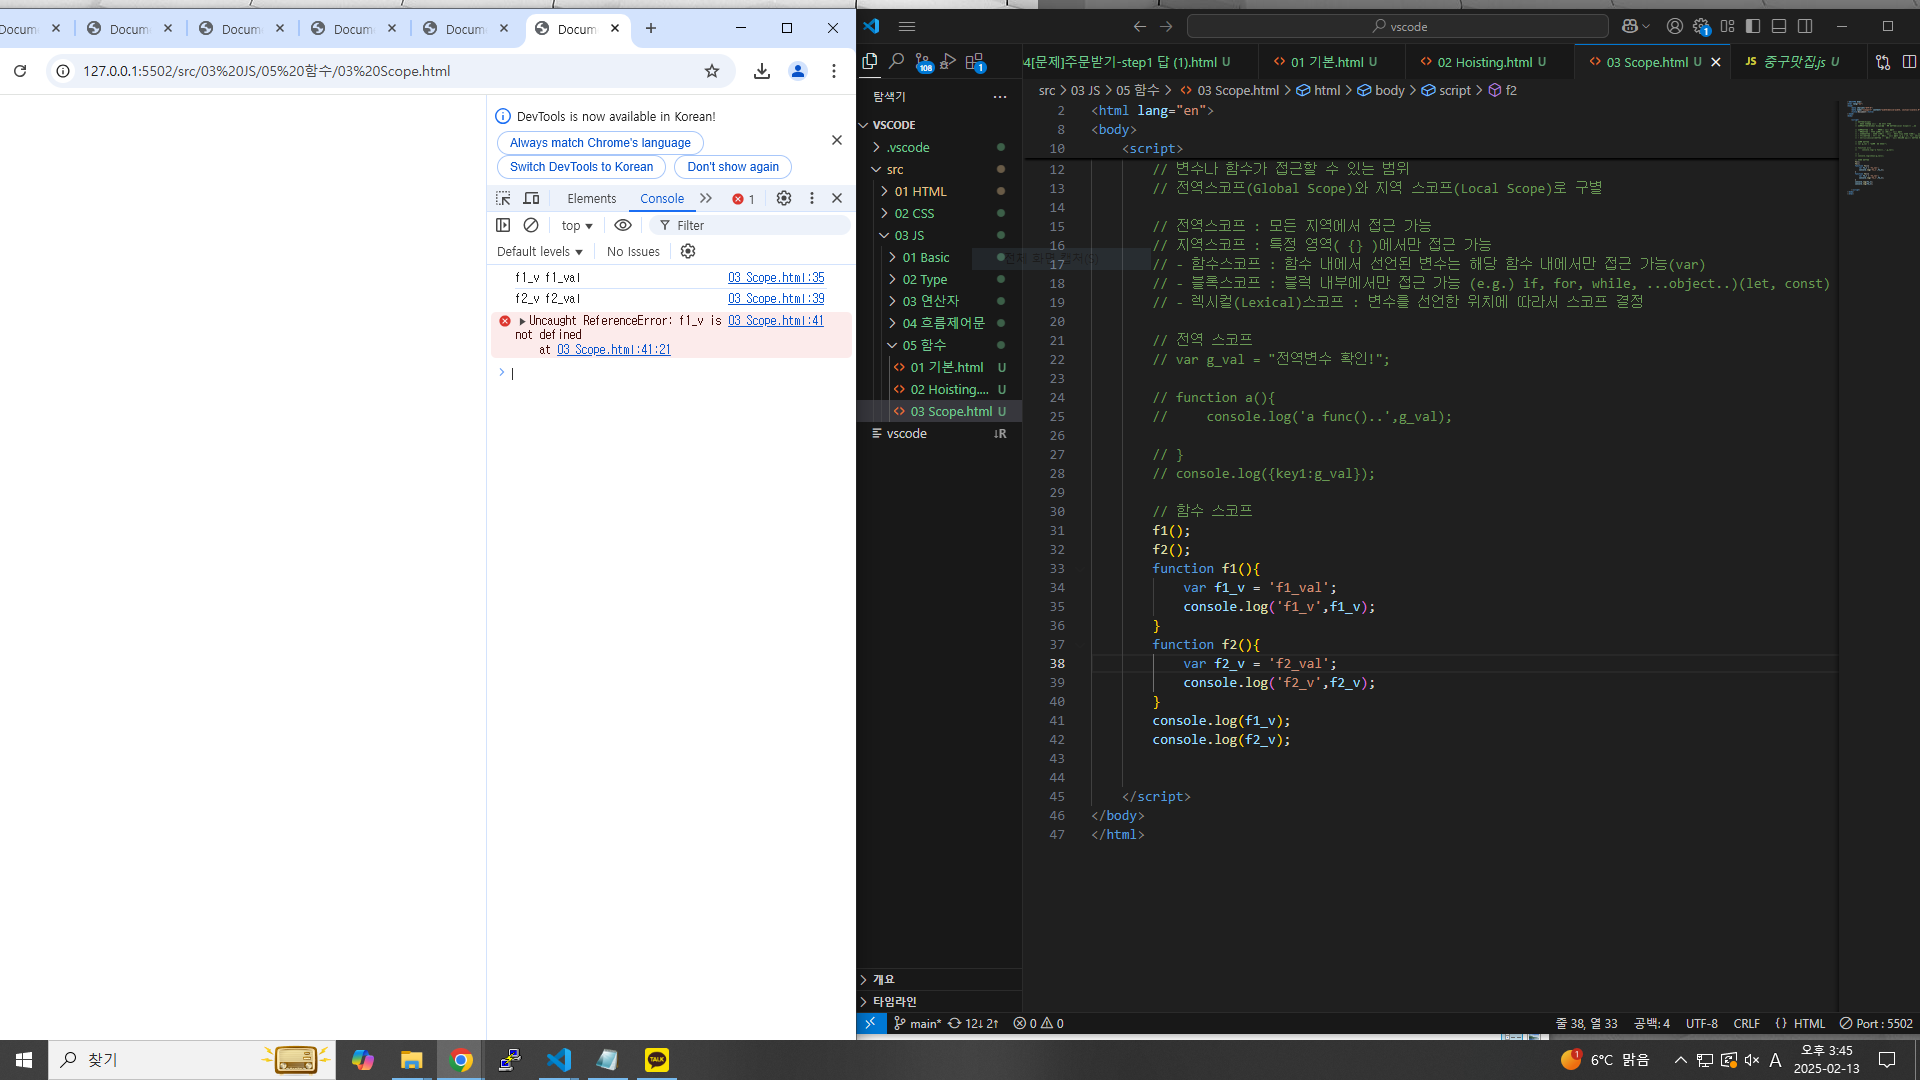 Docum
Docum
Docum
Docum
Docum
Docum
127.0.0.1:5502/src/03%20JS/05%20함수/03%20Scope.html
DevTools is now available in Korean!
Always match Chrome's language
Switch DevTools to Korean
Don't show again
Elements
Console
1
top
Filter
Default levels
No Issues
f1_v f1_val
03 Scope.html:35
f2_v f2_val
03 Scope.html:39
Uncaught ReferenceError: f1_v is
03 Scope.html:41
not defined
at 03 Scope.html:41:21
vscode
탐색기
VSCODE
.vscode
src
01 HTML
02 CSS
03 JS
01 Basic
02 Type
03 연산자
04 흐름제어문
05 함수
01 기본.html U
02 Hoisting.... U
03 Scope.html U
vscode ↓R
개요
타임라인
4[문제]주문받기-step1 답 (1).html U
01 기본.html U
02 Hoisting.html U
03 Scope.html U
JS 중구맛집.js U
src > 03 JS > 05 함수 > 03 Scope.html > html > body > script > f2
2 <html lang="en">
8 <body>
10 <script>
12 // 변수나 함수가 접근할 수 있는 범위
13 // 전역스코프(Global Scope)와 지역 스코프(Local Scope)로 구별
14
15 // 전역스코프 : 모든 지역에서 접근 가능
16 // 지역스코프 : 특정 영역( {} )에서만 접근 가능
17 // - 함수스코프 : 함수 내에서 선언된 변수는 해당 함수 내에서만 접근 가능(var)
18 // - 블록스코프 : 블럭 내부에서만 접근 가능 (e.g.) if, for, while, ...object..)(let, const)
19 // - 렉시컬(Lexical)스코프 : 변수를 선언한 위치에 따라서 스코프 결정
20
21 // 전역 스코프
22 // var g_val = "전역변수 확인!";
23
24 // function a(){
25 //     console.log('a func()..',g_val);
26
27 // }
28 // console.log({key1:g_val});
29
30 // 함수 스코프
31 f1();
32 f2();
33 function f1(){
34 var f1_v = 'f1_val';
35 console.log('f1_v',f1_v);
36 }
37 function f2(){
38 var f2_v = 'f2_val';
39 console.log('f2_v',f2_v);
40 }
41 console.log(f1_v);
42 console.log(f2_v);
43
44
45 </script>
46 </body>
47 </html>
main* 12↓ 2↑ 0 0
줄 38, 열 33 공백: 4 UTF-8 CRLF {} HTML Port : 5502
108
1
1
찾기
TALK
1
6°C 맑음
A
오후 3:45
2025-02-13